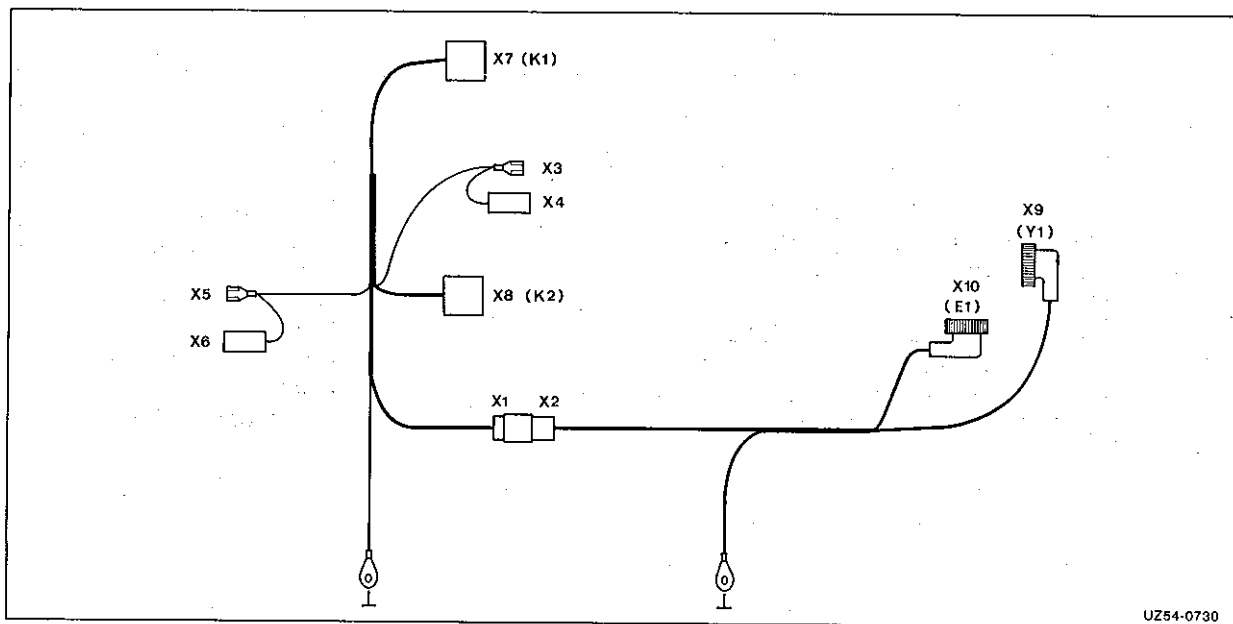 X7 (K1)
X3
X4
X9
(Y1)
X5
X8 (K2)
X10
(E1)
X6
X1 X2
UZ54-0730